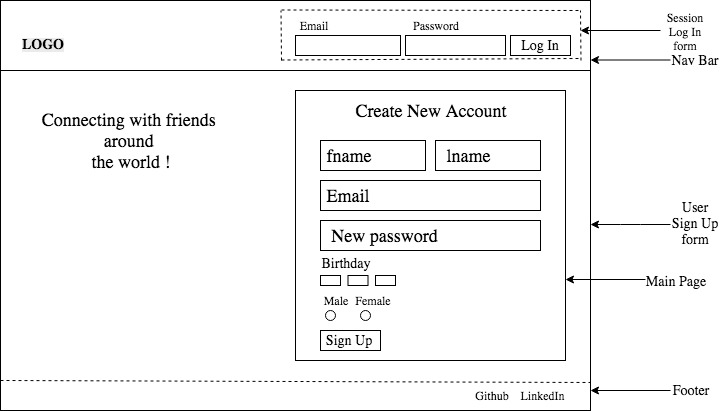 Email
Password
Session
Log In
form
LOGO
Log In
Nav Bar
Connecting with friends
around
the world !
Create New Account
fname
lname
Email
New password
User
Sign Up
form
Birthday
Main Page
Male
Female
Sign Up
Github
LinkedIn
Footer